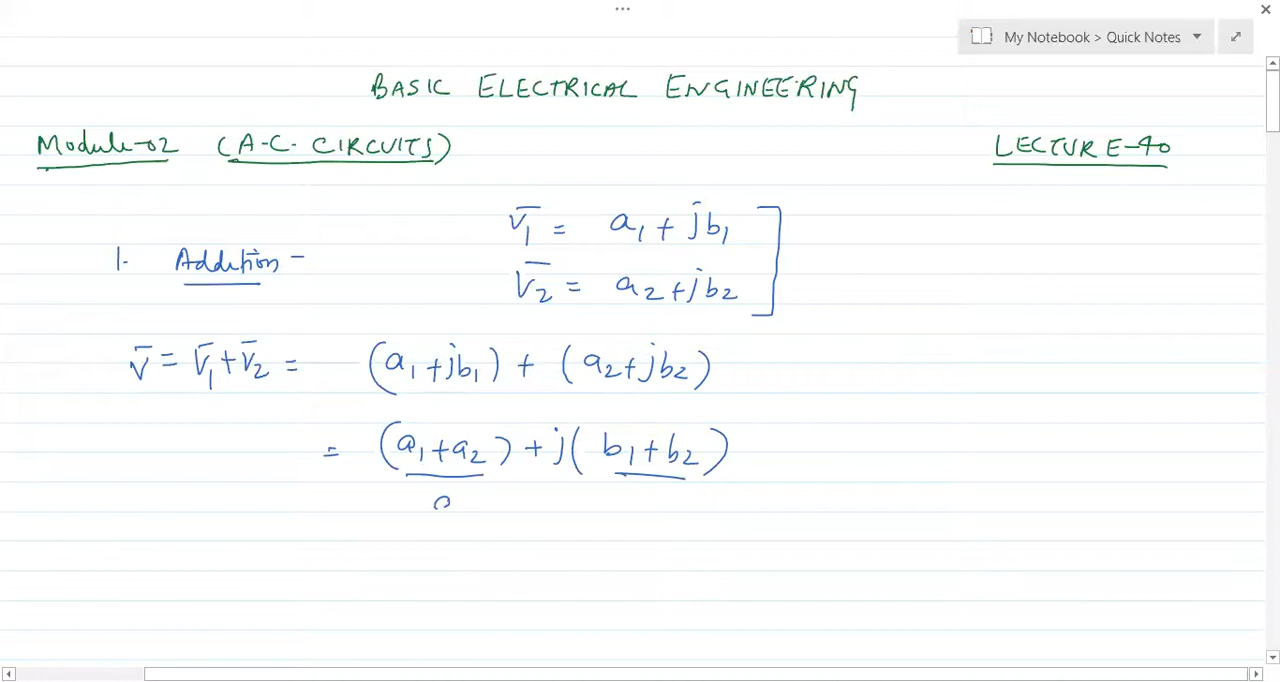 ...
My Notebook > Quick Notes
BASIC ELECTRICAL ENGINEERING
Module-02 (A-C- CIRCUITS) LECTURE-40
V̅₁ = a₁ + jb₁
1. Addition - V̅₂ = a₂ + jb₂
V̅ = V̅₁ + V̅₂ = (a₁ + jb₁) + (a₂ + jb₂)
= (a₁ + a₂) + j( b₁ + b₂)